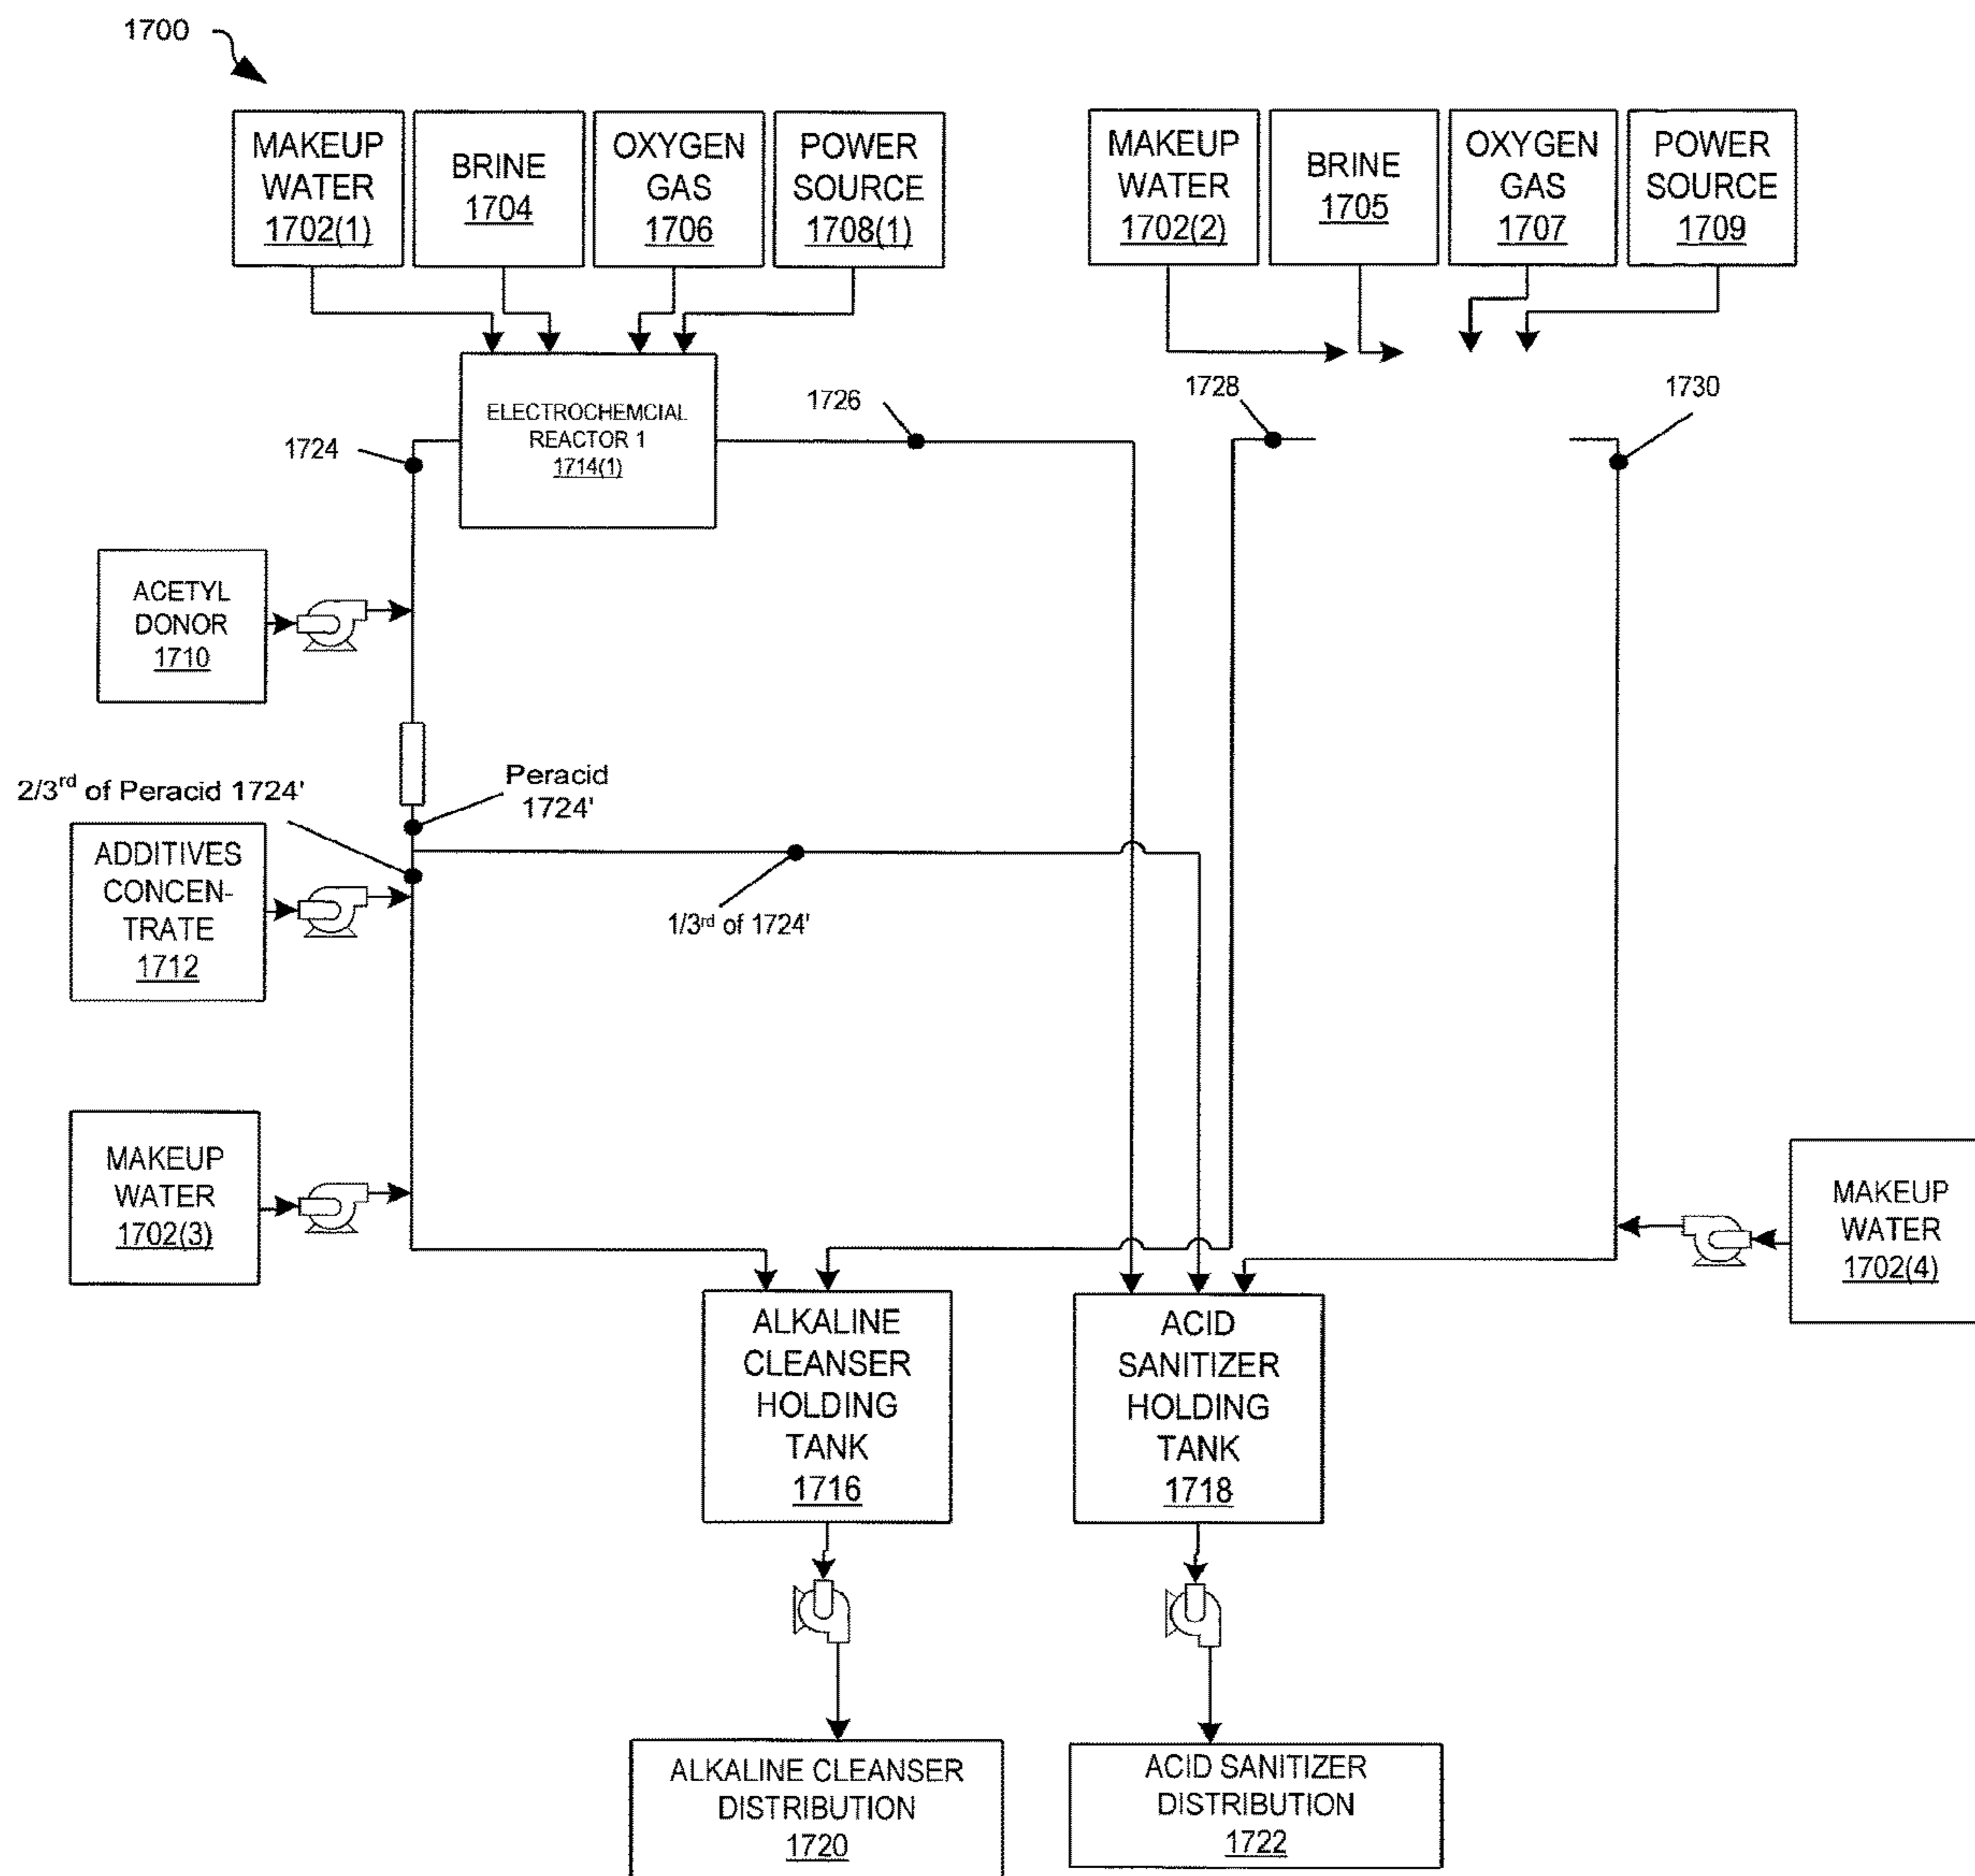 1700
MAKEUP
WATER
1702(1)
BRINE
1704
OXYGEN
GAS
1706
POWER
SOURCE
1708(1)
MAKEUP
WATER
1702(2)
BRINE
1705
OXYGEN
GAS
1707
POWER
SOURCE
1709
ELECTROCHEMCIAL
REACTOR 1
1714(1)
1724
1726
1728
1730
ACETYL
DONOR
1710
2/3rd of Peracid 1724'
Peracid
1724'
ADDITIVES
CONCEN-
TRATE
1712
1/3rd of 1724'
MAKEUP
WATER
1702(3)
MAKEUP
WATER
1702(4)
ALKALINE
CLEANSER
HOLDING
TANK
1716
ACID
SANITIZER
HOLDING
TANK
1718
ALKALINE CLEANSER
DISTRIBUTION
1720
ACID SANITIZER
DISTRIBUTION
1722